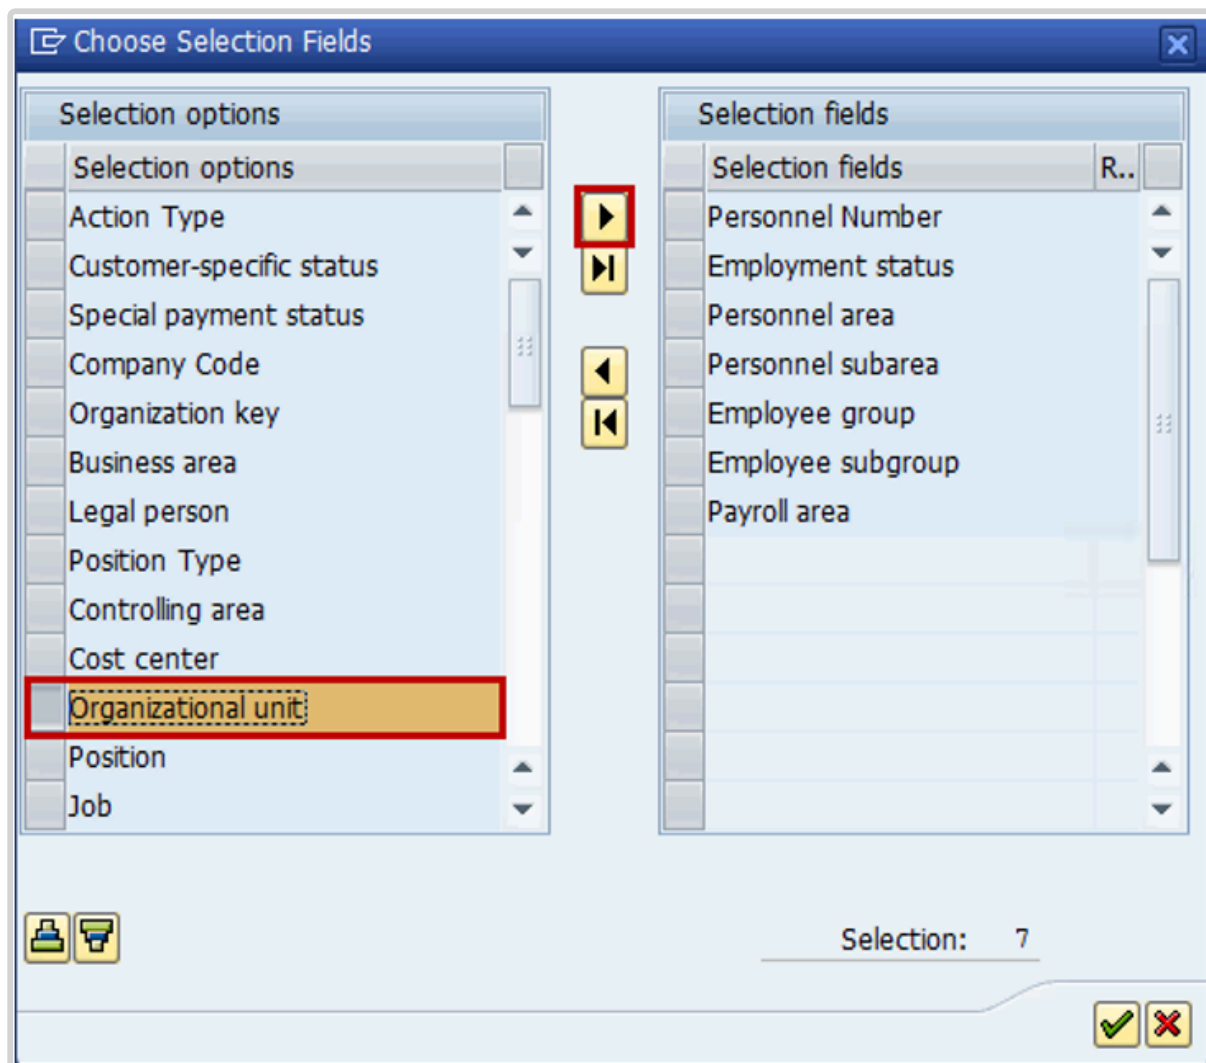 Choose Selection Fields
Selection options
Selection options
Action Type
Customer-specific status
Special payment status
Company Code
Organization key
Business area
Legal person
Position Type
Controlling area
Cost center
Organizational unit
Position
Job
Selection fields
Selection fields R..
Personnel Number
Employment status
Personnel area
Personnel subarea
Employee group
Employee subgroup
Payroll area
Selection: 7